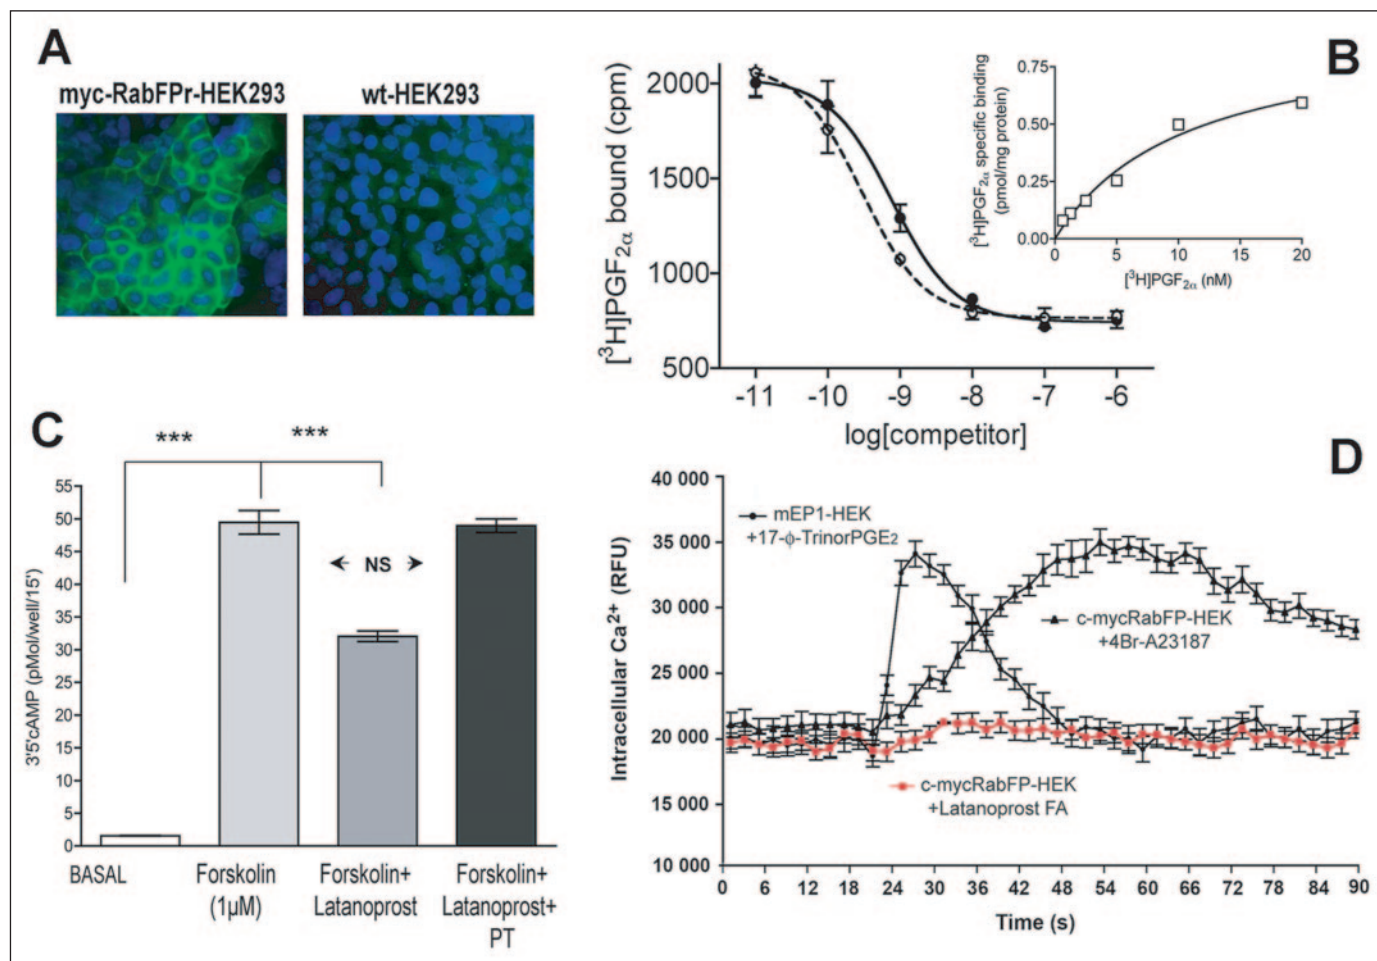 A
myc-RabFPr-HEK293
wt-HEK293
B
[³H]PGF₂α bound (cpm)
2000
1500
1000
500
-11 -10 -9 -8 -7 -6
log[competitor]
[³H]PGF₂α specific binding
(pmol/mg protein)
0.75
0.50
0.25
0.00
0 5 10 15 20
[³H]PGF₂α (nM)
C
*** ***
3'5'cAMP (pMol/well/15')
55
50
45
40
35
30
25
20
15
10
5
0
NS
BASAL
Forskolin
(1µM)
Forskolin+
Latanoprost
Forskolin+
Latanoprost+
PT
D
Intracellular Ca²⁺ (RFU)
40 000
35 000
30 000
25 000
20 000
15 000
10 000
mEP1-HEK
+17-ϕ-TrinorPGE₂
c-mycRabFP-HEK
+4Br-A23187
c-mycRabFP-HEK
+Latanoprost FA
0 6 12 18 24 30 36 42 48 54 60 66 72 78 84 90
Time (s)